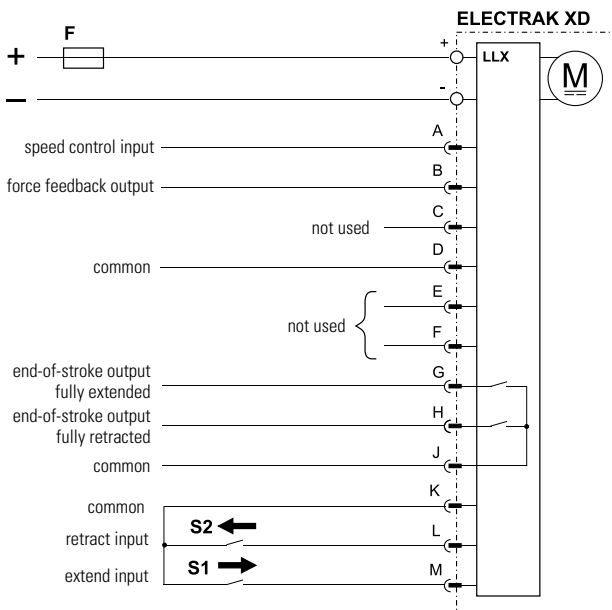 ELECTRAK XD
F
+
+
LLX
M
–
-
A
speed control input
B
force feedback output
C
not used
D
common
E
not used
F
end-of-stroke output
fully extended
G
end-of-stroke output
fully retracted
H
common
J
common
K
S2
retract input
L
S1
extend input
M